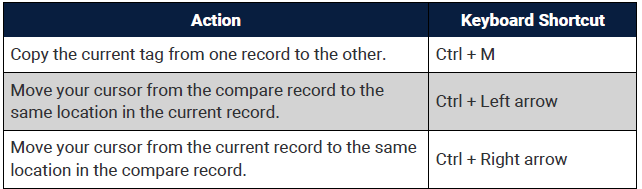 Action Keyboard Shortcut
Copy the current tag from one record to the other. Ctrl + M
Move your cursor from the compare record to the
same location in the current record. Ctrl + Left arrow
Move your cursor from the current record to the same
location in the compare record. Ctrl + Right arrow